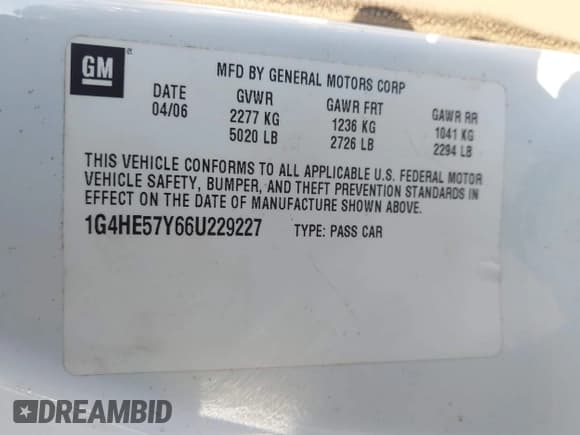 GM
MFD BY GENERAL MOTORS CORP
DATE GVWR GAWR FRT GAWR RR
04/06 2277 KG 1236 KG 1041 KG
5020 LB 2726 LB 2294 LB
THIS VEHICLE CONFORMS TO ALL APPLICABLE U.S. FEDERAL MOTOR
VEHICLE SAFETY, BUMPER, AND THEFT PREVENTION STANDARDS IN
EFFECT ON THE DATE OF MANUFACTURE SHOWN ABOVE.
1G4HE57Y66U229227 TYPE: PASS CAR
DREAMBID